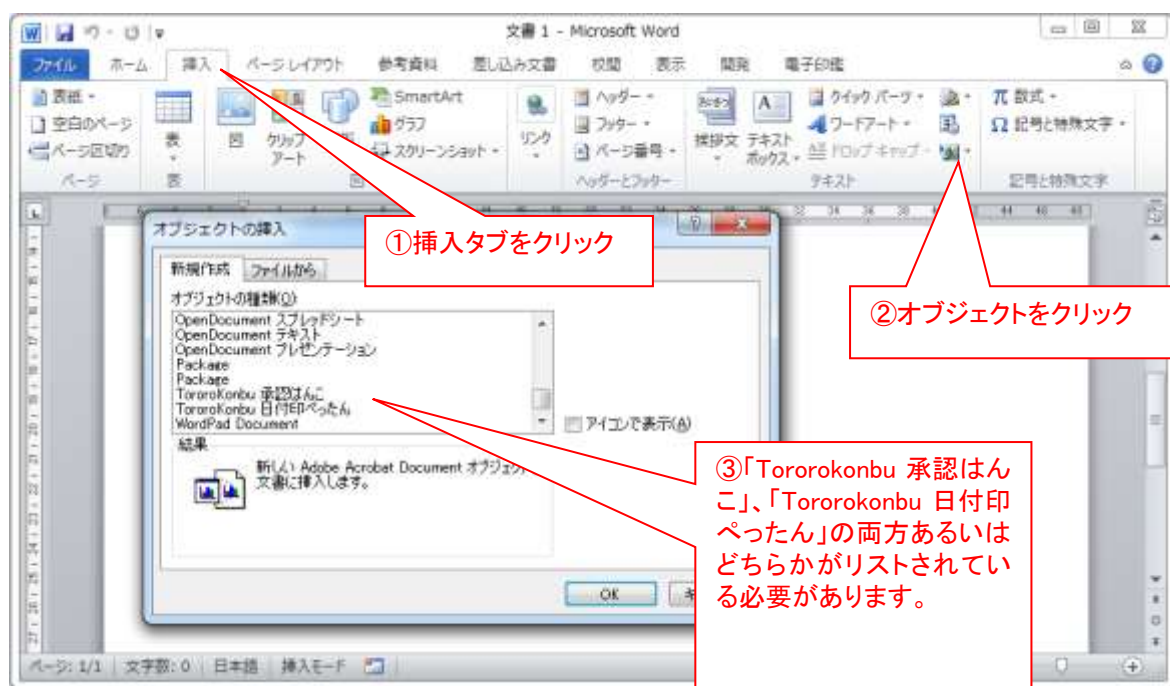 文書 1 - Microsoft Word
ファイル ホーム 挿入 ページ レイアウト 参考資料 差し込み文書 校閲 表示 開発 電子印鑑
表紙
空白のページ
ページ区切り
ページ
表
表
図
クリップ
アート
SmartArt
グラフ
スクリーンショット
リンク
ヘッダー
フッター
ページ番号
ヘッダーとフッター
挨拶文
テキスト
ボックス
クイック パーツ
ワードアート
ドロップ キャップ
テキスト
π 数式
Ω 記号と特殊文字
記号と特殊文字
①挿入タブをクリック
②オブジェクトをクリック
オブジェクトの挿入
新規作成 ファイルから
オブジェクトの種類(O)
OpenDocument スプレッドシート
OpenDocument テキスト
OpenDocument プレゼンテーション
Package
Package
TororoKonbu 承認はんこ
TororoKonbu 日付印ぺったん
WordPad Document
アイコンで表示(A)
結果
新しい Adobe Acrobat Document オブジェク
文書に挿入します。
OK
③「Tororokonbu 承認はん
こ」、「Tororokonbu 日付印
ぺったん」の両方あるいは
どちらかがリストされてい
る必要があります。
ページ: 1/1 文字数: 0 日本語 挿入モード